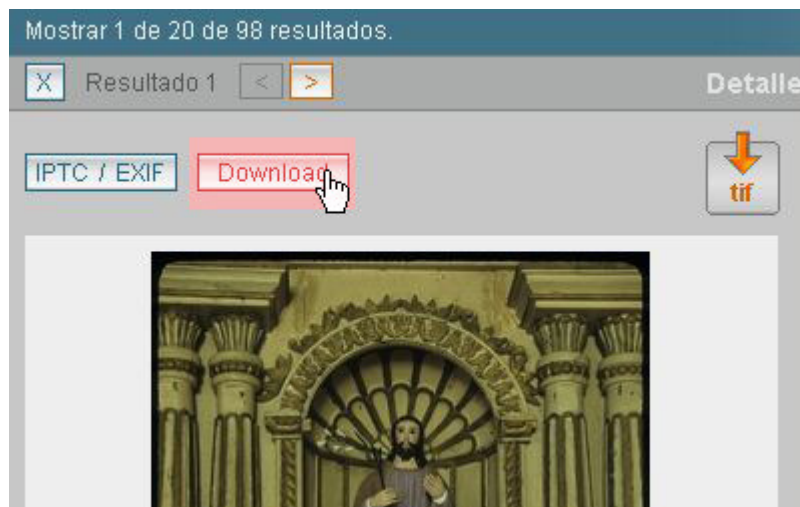 Mostrar 1 de 20 de 98 resultados.
X Resultado 1 < > Detalle
IPTC / EXIF Download
tif